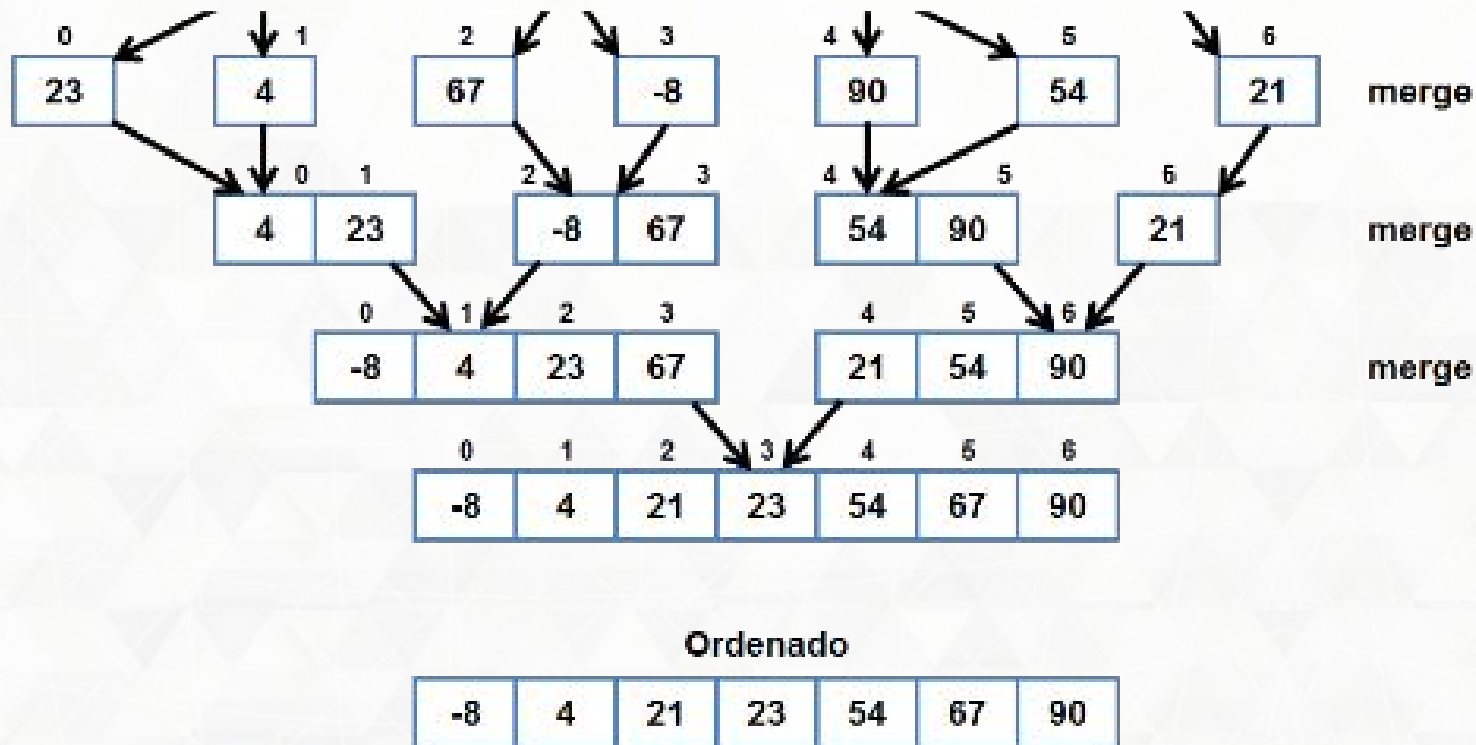 0 1 2 3 4 5 6
23 4 67 -8 90 54 21 merge
0 1 2 3 4 5 6
4 23 -8 67 54 90 21 merge
0 1 2 3 4 5 6
-8 4 23 67 21 54 90 merge
0 1 2 3 4 5 6
-8 4 21 23 54 67 90
Ordenado
-8 4 21 23 54 67 90